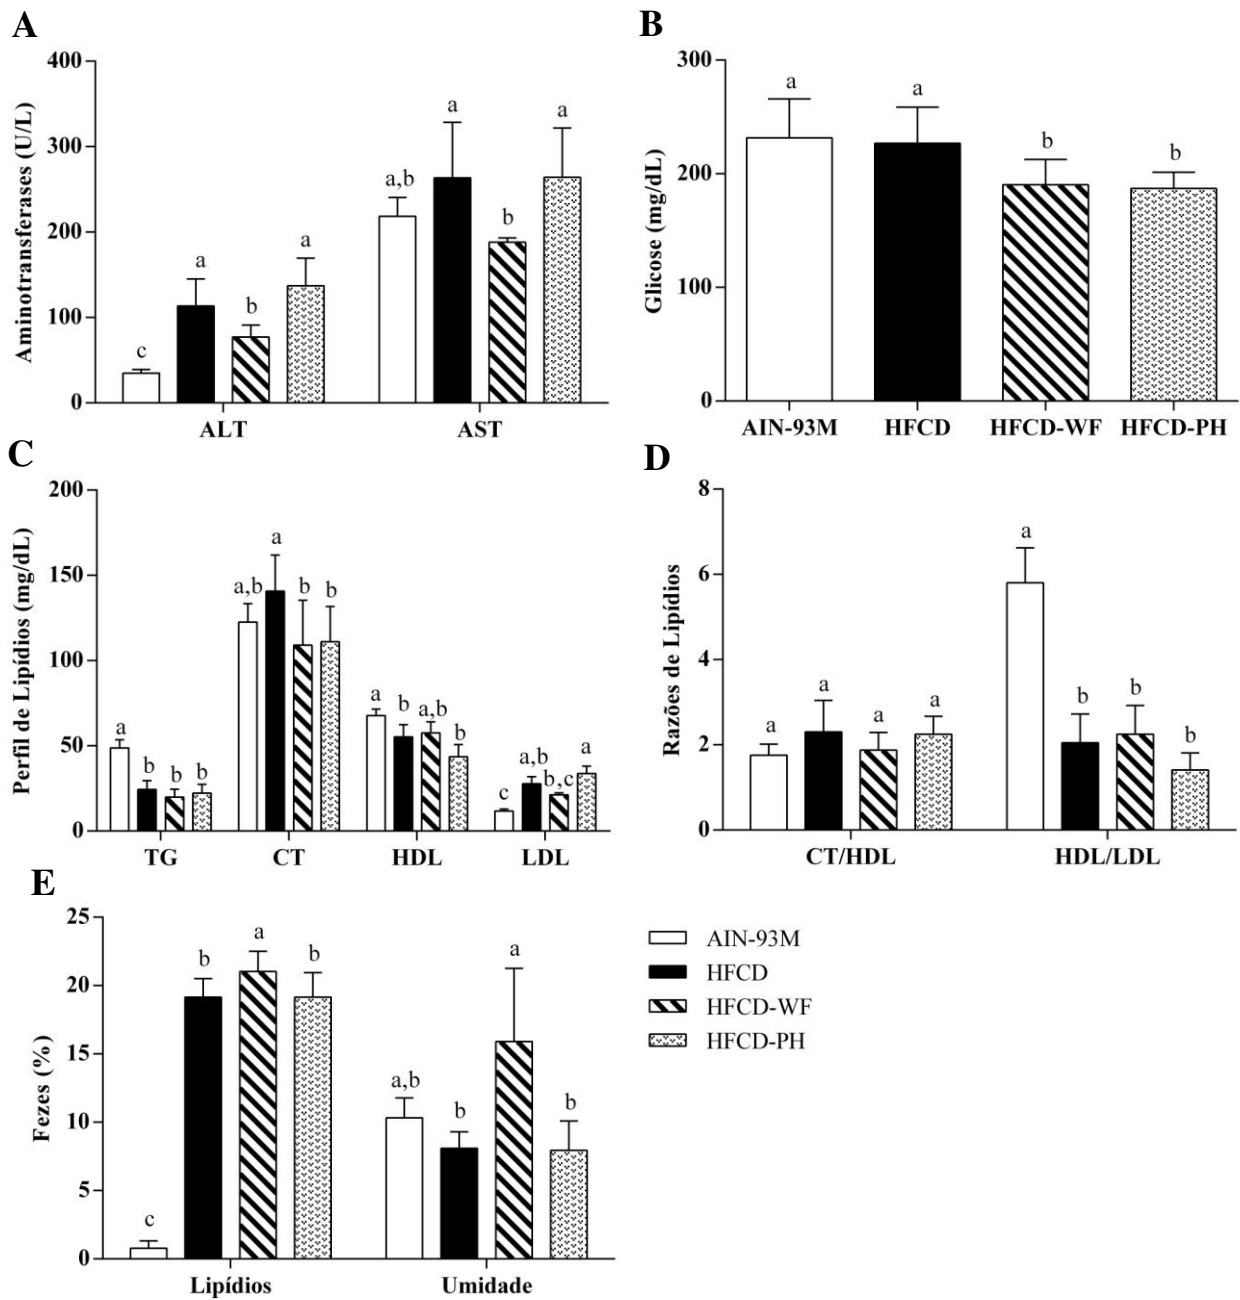 A
Aminotransferases (U/L)
400
300
200
100
0
c
a
b
a
a,b
a
b
a
ALT
AST
B
Glicose (mg/dL)
300
200
100
0
a
a
b
b
AIN-93M
HFCD
HFCD-WF
HFCD-PH
C
Perfil de Lipídios (mg/dL)
200
150
100
50
0
a
b
b
b
a,b
a
b
b
a
b
a,b
b
c
a,b
b,c
a
TG
CT
HDL
LDL
D
Razões de Lipídios
8
6
4
2
0
a
a
a
a
a
b
b
b
CT/HDL
HDL/LDL
E
Fezes (%)
25
20
15
10
5
0
c
b
a
b
a,b
b
a
b
Lipídios
Umidade
AIN-93M
HFCD
HFCD-WF
HFCD-PH